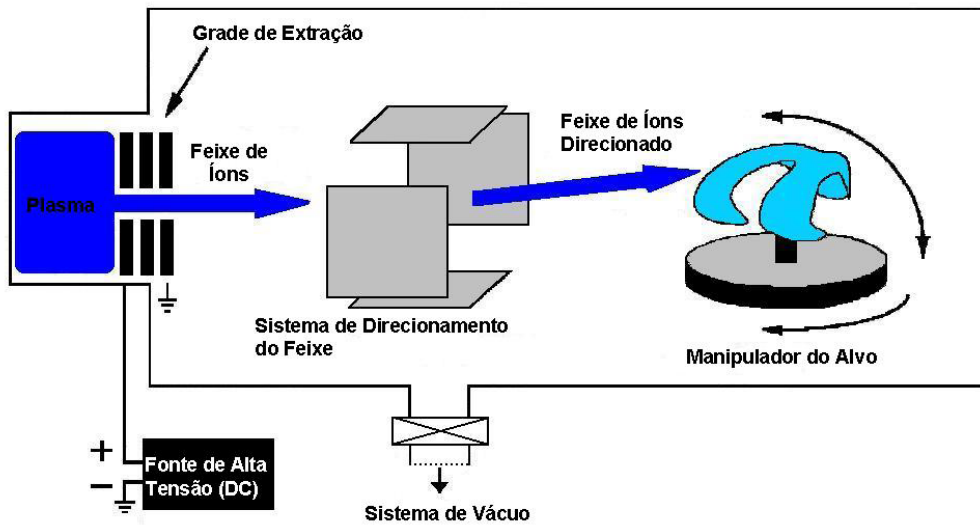 Grade de Extração
Feixe de
Íons
Plasma
Feixe de Íons
Direcionado
Sistema de Direcionamento
do Feixe
Manipulador do Alvo
+
Fonte de Alta
–
Tensão (DC)
Sistema de Vácuo